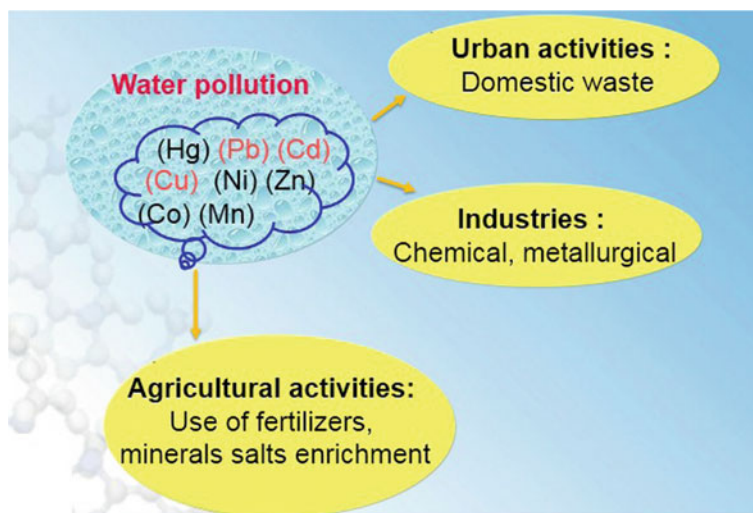 Water pollution
(Hg) (Pb) (Cd)
(Cu) (Ni) (Zn)
(Co) (Mn)
Urban activities :
Domestic waste
Industries :
Chemical, metallurgical
Agricultural activities:
Use of fertilizers,
minerals salts enrichment